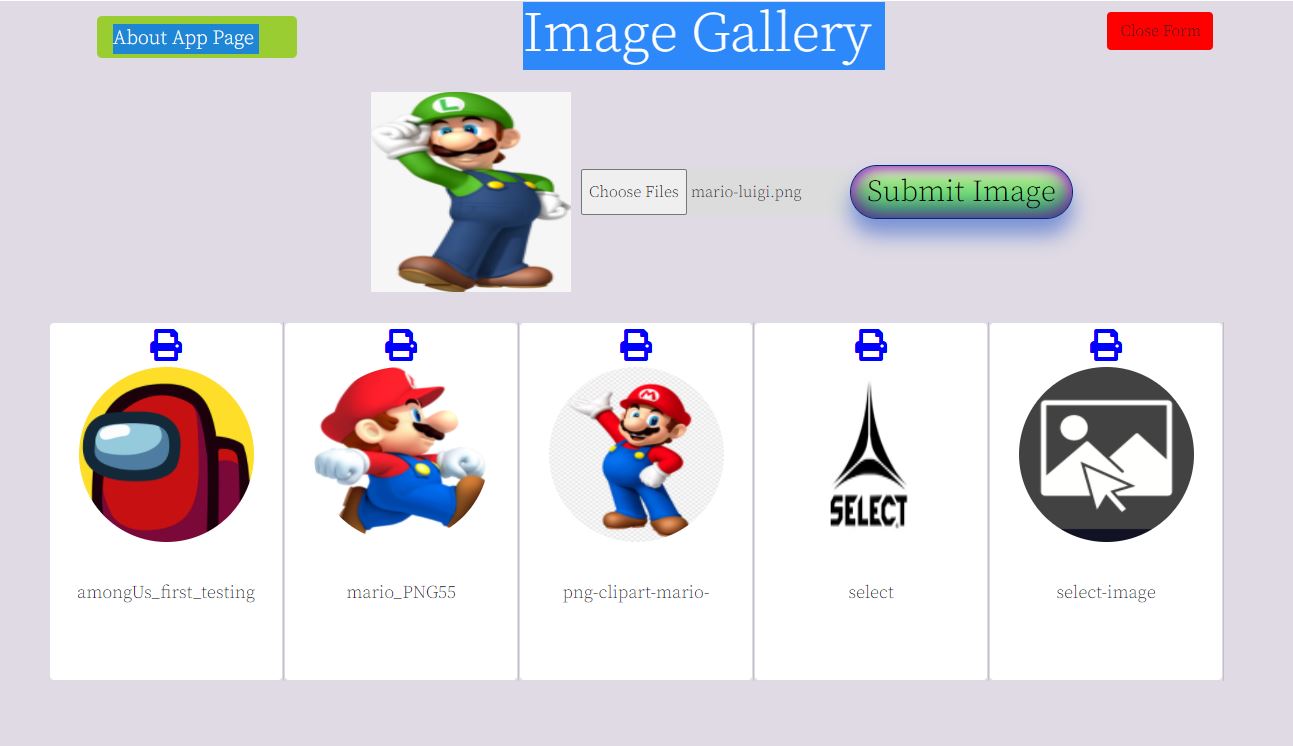 About App Page
Image Gallery
Close Form
L
Choose Files
mario-luigi.png
Submit Image
M
SELECT
amongUs_first_testing
mario_PNG55
png-clipart-mario-
select
select-image